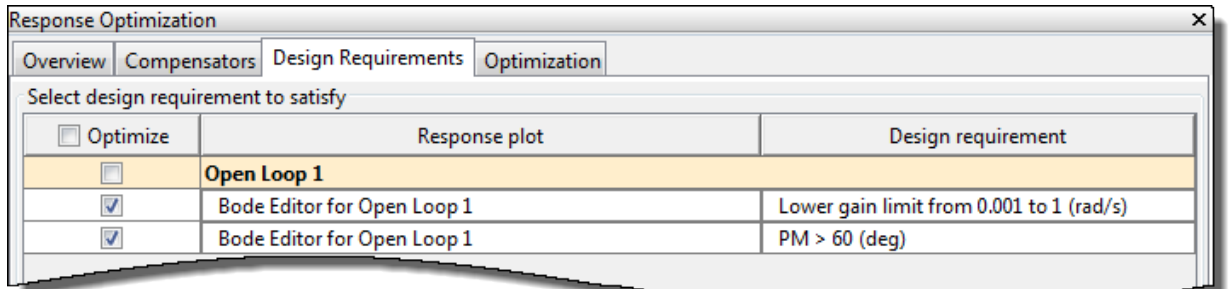 Response Optimization
Overview Compensators Design Requirements Optimization
Select design requirement to satisfy
Optimize Response plot Design requirement
Open Loop 1
Bode Editor for Open Loop 1 Lower gain limit from 0.001 to 1 (rad/s)
Bode Editor for Open Loop 1 PM > 60 (deg)